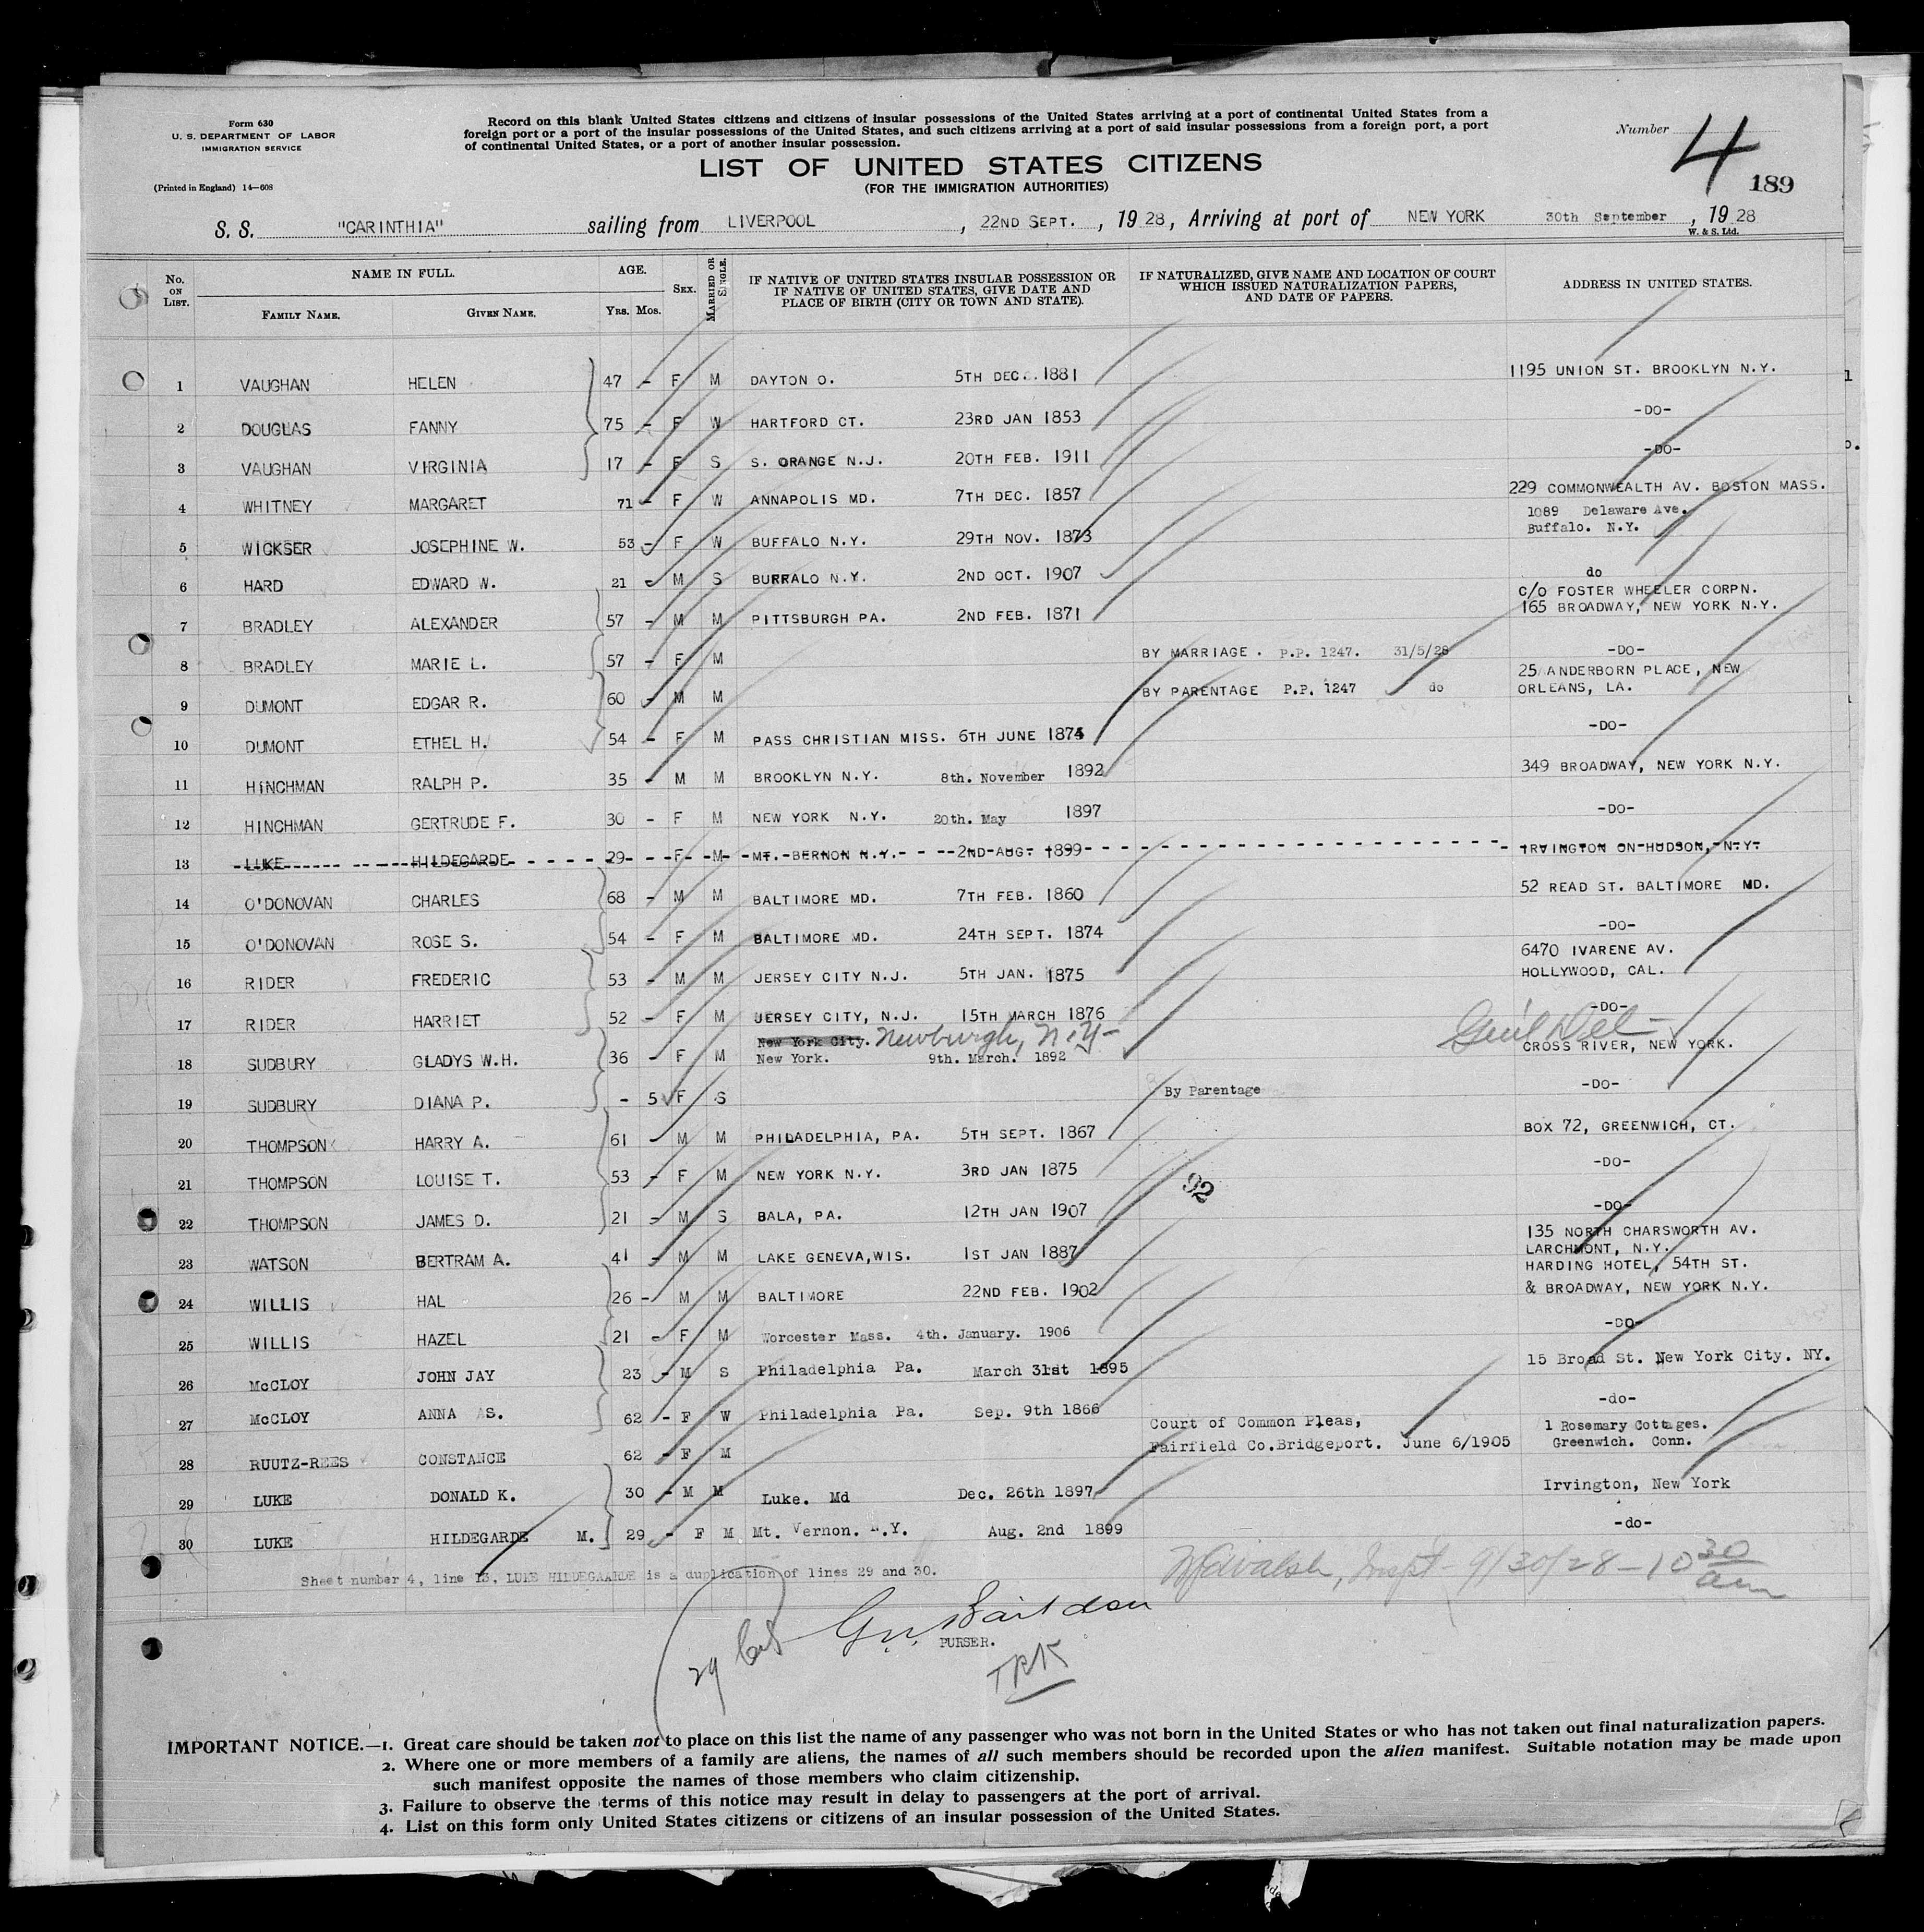 Form 630
U. S. DEPARTMENT OF LABOR
IMMIGRATION SERVICE
(Printed in England) 14—608
Record on this blank United States citizens and citizens of insular possessions of the United States arriving at a port of continental United States from a
foreign port or a port of the insular possessions of the United States, and such citizens arriving at a port of said insular possessions from a foreign port, a port
of continental United States, or a port of another insular possession.
LIST OF UNITED STATES CITIZENS
(FOR THE IMMIGRATION AUTHORITIES)
Number 4
189
S. S. "CARINTHIA" sailing from LIVERPOOL, 22ND SEPT., 1928, Arriving at port of NEW YORK 30th September, 1928
W. & S. Ltd.
No. ON LIST. NAME IN FULL. FAMILY NAME. GIVEN NAME. AGE. YRS. MOS. SEX. MARRIED OR SINGLE. IF NATIVE OF UNITED STATES INSULAR POSSESSION OR IF NATIVE OF UNITED STATES, GIVE DATE AND PLACE OF BIRTH (CITY OR TOWN AND STATE). IF NATURALIZED, GIVE NAME AND LOCATION OF COURT WHICH ISSUED NATURALIZATION PAPERS, AND DATE OF PAPERS. ADDRESS IN UNITED STATES.
1 VAUGHAN HELEN 47 - F M DAYTON O. 5TH DEC. 1881 1195 UNION ST. BROOKLYN N.Y.
2 DOUGLAS FANNY 75 - F W HARTFORD CT. 23RD JAN 1853 -DO-
3 VAUGHAN VIRGINIA 17 - F S S. ORANGE N.J. 20TH FEB. 1911 -DO-
4 WHITNEY MARGARET 71 - F W ANNAPOLIS MD. 7TH DEC. 1857 229 COMMONWEALTH AV. BOSTON MASS.
5 WICKSER JOSEPHINE W. 53 - F W BUFFALO N.Y. 29TH NOV. 1873 1089 Delaware Ave. Buffalo. N.Y.
6 HARD EDWARD W. 21 - M S BURRALO N.Y. 2ND OCT. 1907 do
7 BRADLEY ALEXANDER 57 - M M PITTSBURGH PA. 2ND FEB. 1871 C/O FOSTER WHEELER CORPN. 165 BROADWAY, NEW YORK N.Y.
8 BRADLEY MARIE L. 57 - F M BY MARRIAGE. P.P. 1247. 31/5/28 -DO-
9 DUMONT EDGAR R. 60 - M M BY PARENTAGE P.P. 1247 do 25 ANDERBORN PLACE, NEW ORLEANS, LA.
10 DUMONT ETHEL H. 54 - F M PASS CHRISTIAN MISS. 6TH JUNE 1874 -DO-
11 HINCHMAN RALPH P. 35 - M M BROOKLYN N.Y. 8th. November 1892 349 BROADWAY, NEW YORK N.Y.
12 HINCHMAN GERTRUDE F. 30 - F M NEW YORK N.Y. 20th. May 1897 -DO-
13 LUKE HILDEGARDE 29 F M MT. BERNON N.Y. 2ND AUG. 1899 IRVINGTON ON HUDSON, N.Y.
14 O'DONOVAN CHARLES 68 - M M BALTIMORE MD. 7TH FEB. 1860 52 READ ST. BALTIMORE MD.
15 O'DONOVAN ROSE S. 54 - F M BALTIMORE MD. 24TH SEPT. 1874 -DO-
16 RIDER FREDERIC 53 - M M JERSEY CITY N.J. 5TH JAN. 1875 6470 IVARENE AV. HOLLYWOOD, CAL.
17 RIDER HARRIET 52 - F M JERSEY CITY, N.J. 15TH MARCH 1876 -DO-
18 SUDBURY GLADYS W.H. 36 - F M New York City. Newburgh, N.Y- New York. 9th. March. 1892 CROSS RIVER, NEW YORK.
19 SUDBURY DIANA P. - 5 F S By Parentage -DO-
20 THOMPSON HARRY A. 61 - M M PHILADELPHIA, PA. 5TH SEPT. 1867 BOX 72, GREENWICH, CT.
21 THOMPSON LOUISE T. 53 - F M NEW YORK N.Y. 3RD JAN 1875 -DO-
92
22 THOMPSON JAMES D. 21 - M S BALA, PA. 12TH JAN 1907 -DO-
23 WATSON BERTRAM A. 41 - M M LAKE GENEVA, WIS. 1ST JAN 1887 135 NORTH CHARSWORTH AV. LARCHMONT, N.Y.
24 WILLIS HAL 26 - M M BALTIMORE 22ND FEB. 1902 HARDING HOTEL, 54TH ST. & BROADWAY, NEW YORK N.Y.
25 WILLIS HAZEL 21 - F M Worcester Mass. 4th. January. 1906 -DO-
26 McCLOY JOHN JAY 23 - M S Philadelphia Pa. March 31st 1895 15 Broad St. New York City. NY.
27 McCLOY ANNA S. 62 - F W Philadelphia Pa. Sep. 9th 1866 -do-
28 RUUTZ-REES CONSTANCE 62 - F M Court of Common Pleas, Fairfield Co. Bridgeport. June 6/1905 1 Rosemary Cottages. Greenwich. Conn.
29 LUKE DONALD K. 30 - M M Luke. Md Dec. 26th 1897 Irvington, New York
30 LUKE HILDEGARDE M. 29 - F M Mt. Vernon. N.Y. Aug. 2nd 1899 -do-
Sheet number 4, line 13, LUKE HILDEGAARDE is a duplication of lines 29 and 30.
Walsh, Inspt - 9/30/28 - 10 30 am
PURSER.
29
IMPORTANT NOTICE.—1. Great care should be taken not to place on this list the name of any passenger who was not born in the United States or who has not taken out final naturalization papers.
2. Where one or more members of a family are aliens, the names of all such members should be recorded upon the alien manifest. Suitable notation may be made upon
such manifest opposite the names of those members who claim citizenship.
3. Failure to observe the terms of this notice may result in delay to passengers at the port of arrival.
4. List on this form only United States citizens or citizens of an insular possession of the United States.